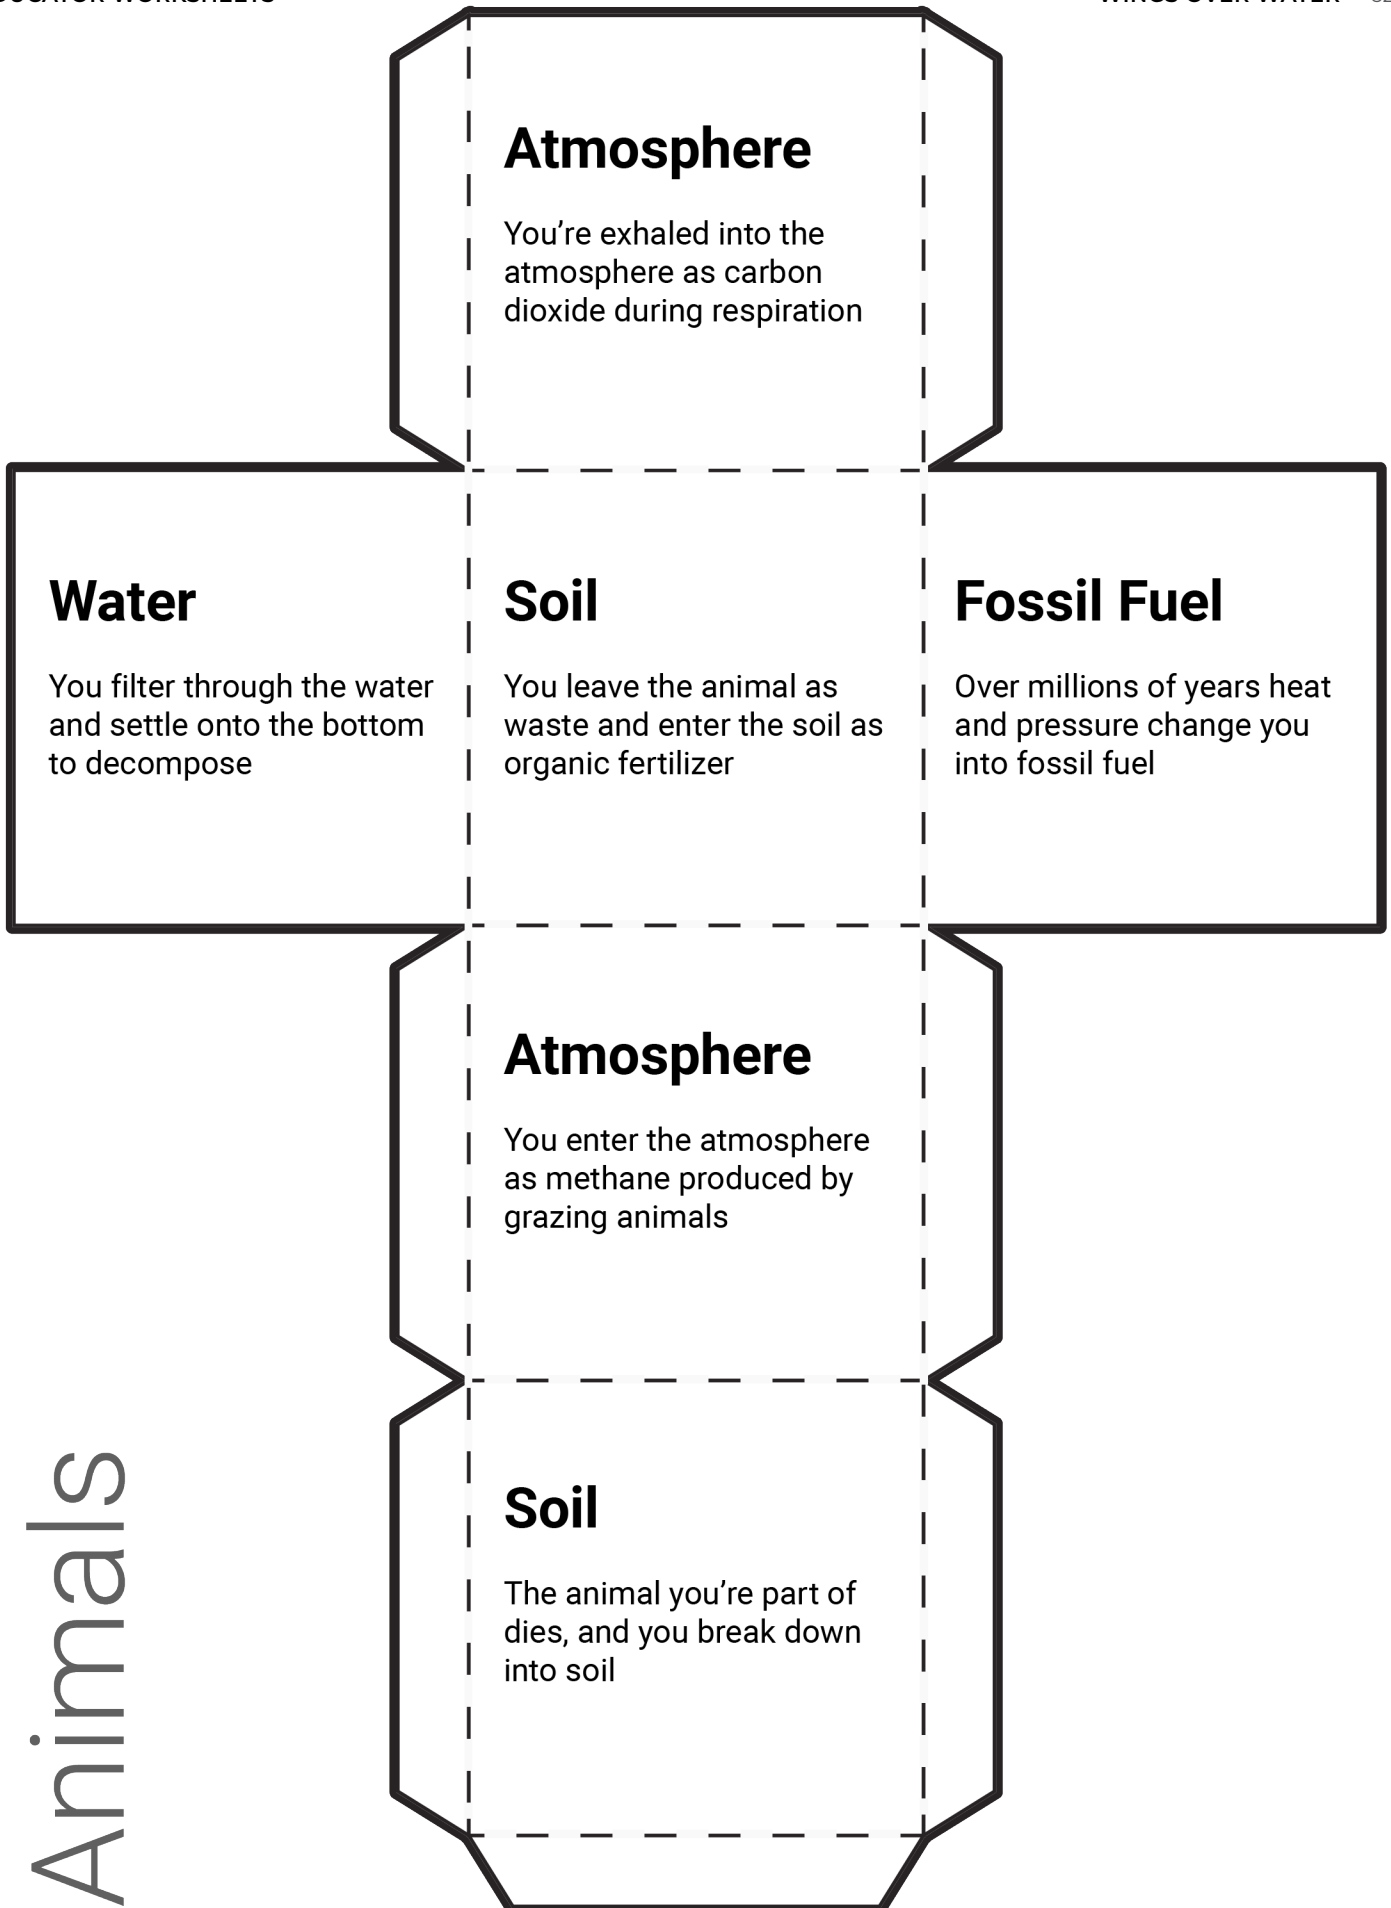 WINGS OVER WATER
Atmosphere
You’re exhaled into the
atmosphere as carbon
dioxide during respiration
Water
You filter through the water
and settle onto the bottom
to decompose
Soil
You leave the animal as
waste and enter the soil as
organic fertilizer
Fossil Fuel
Over millions of years heat
and pressure change you
into fossil fuel
Atmosphere
You enter the atmosphere
as methane produced by
grazing animals
Soil
The animal you’re part of
dies, and you break down
into soil
Animals